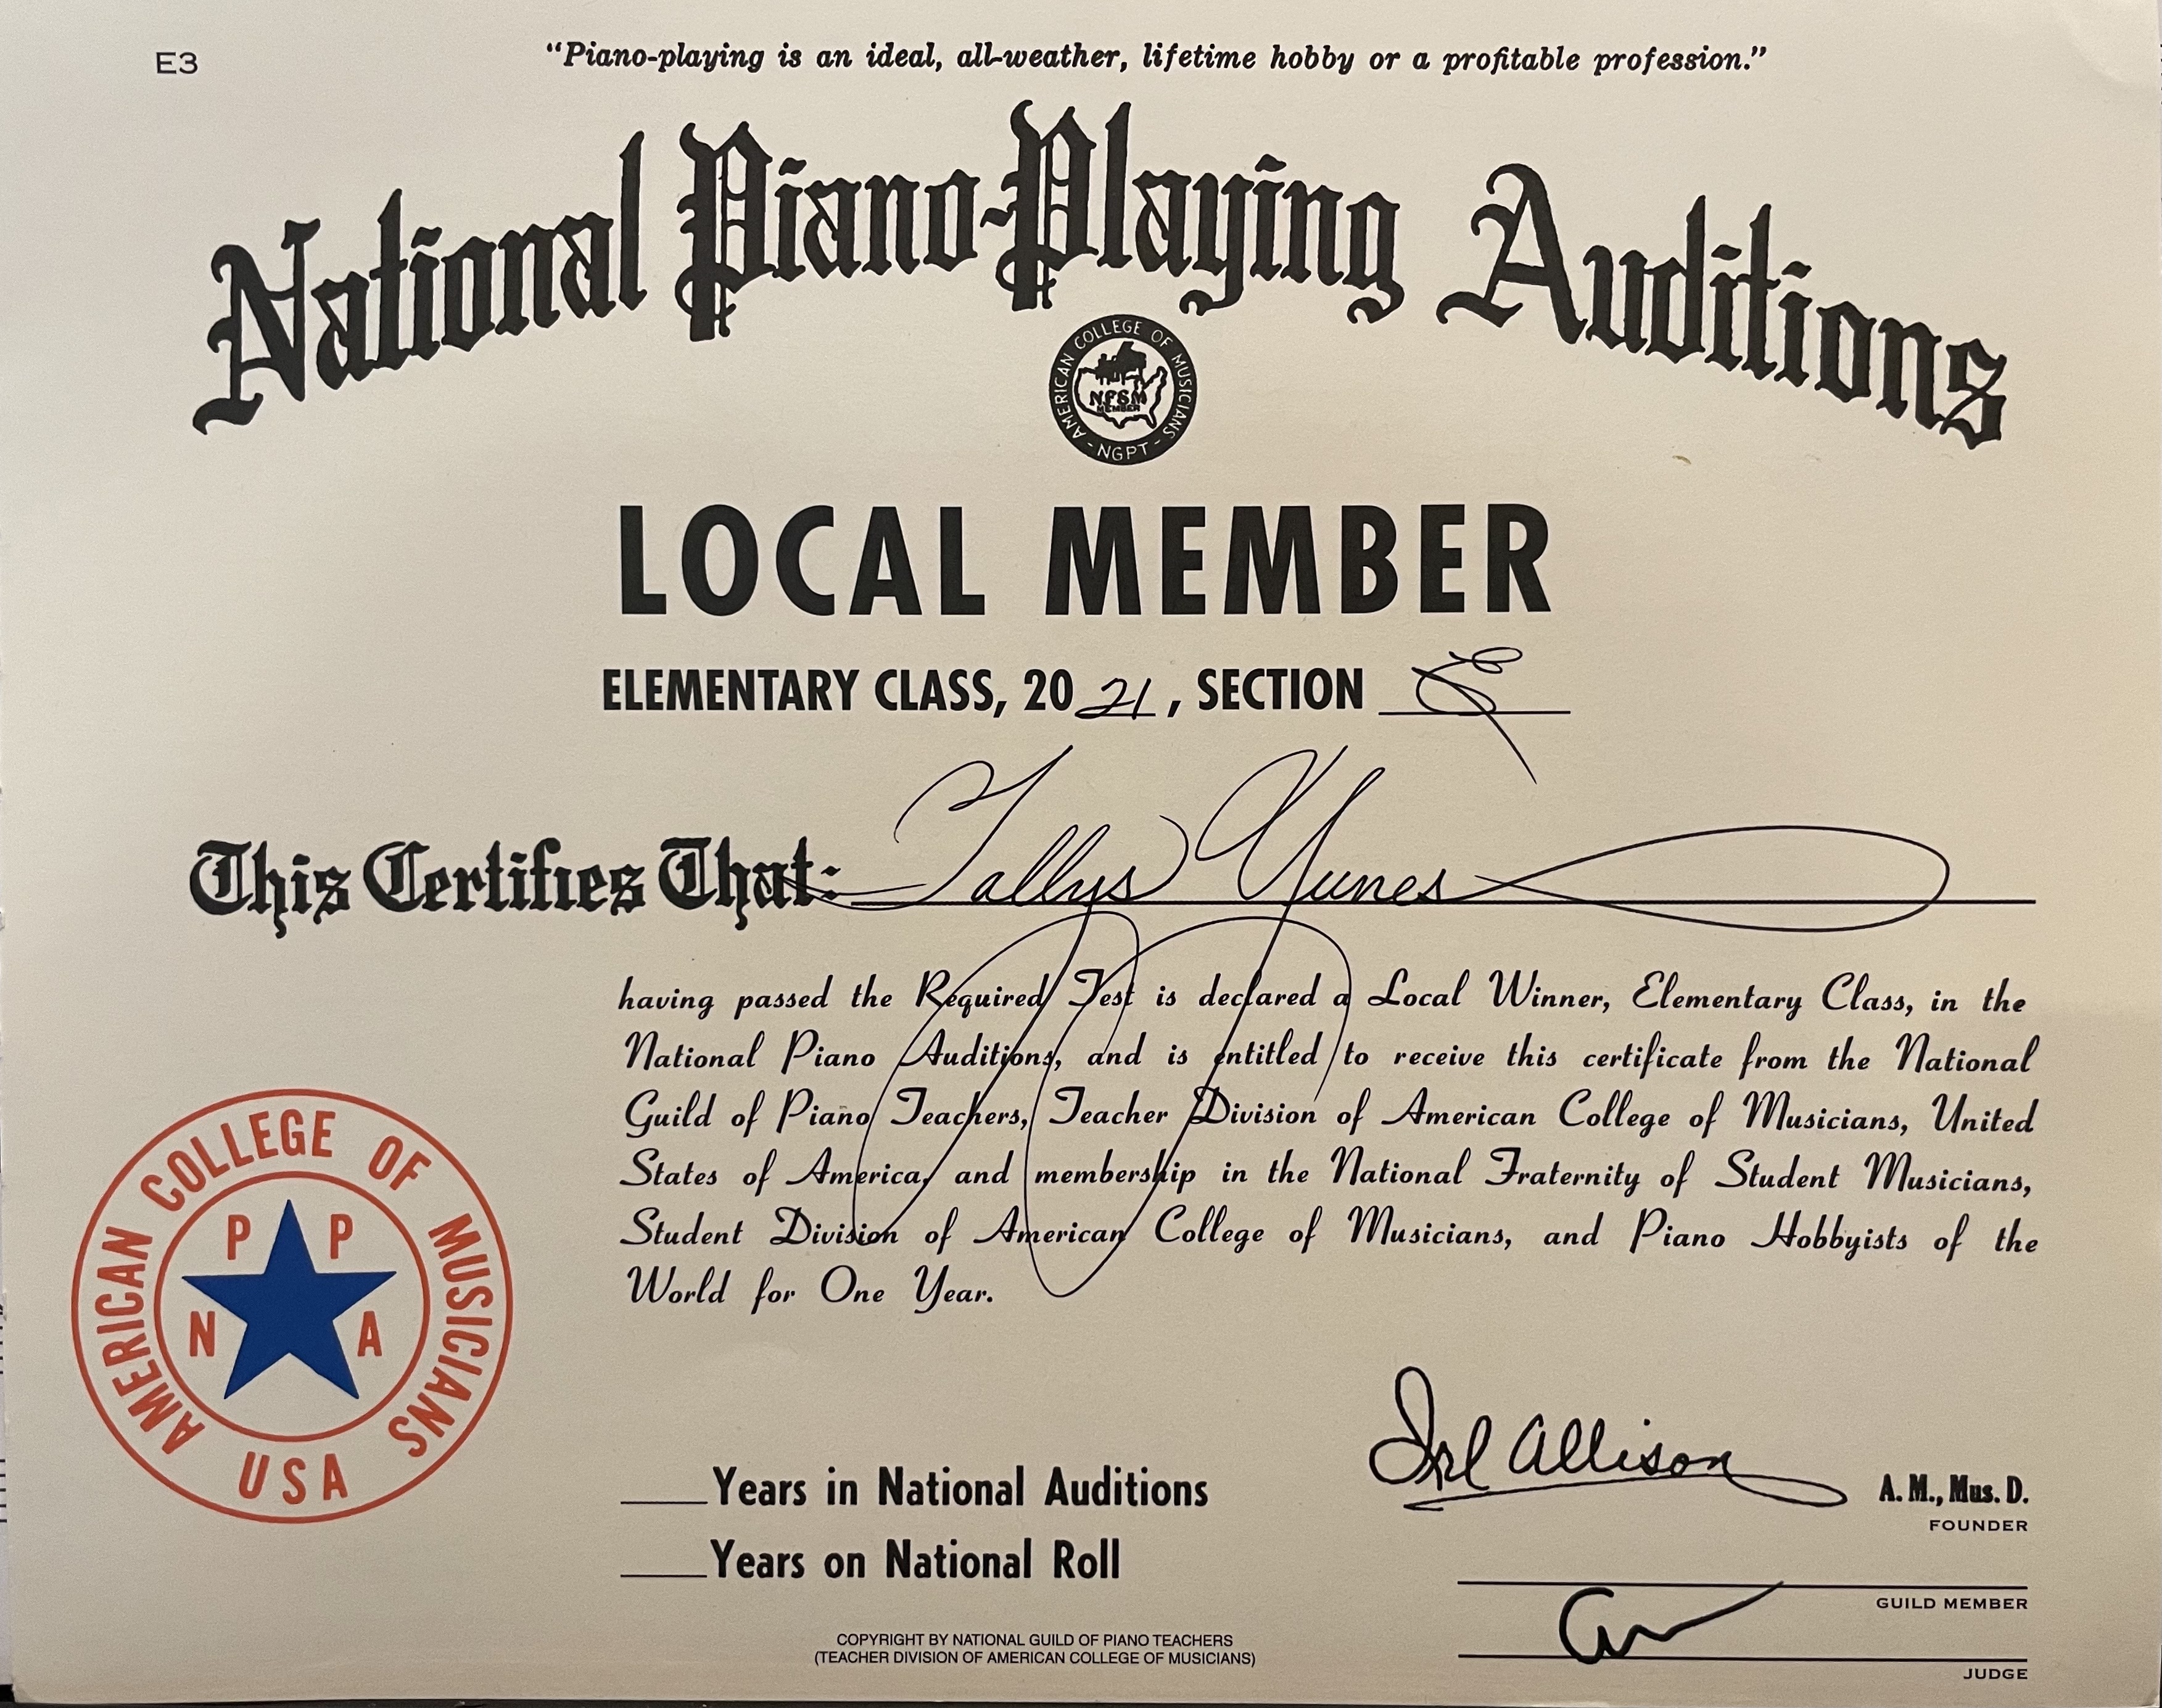 E3
“Piano-playing is an ideal, all-weather, lifetime hobby or a profitable profession.”
National Piano-Playing Auditions
AMERICAN COLLEGE OF MUSICIANS - NGPT -
NFSM
MEMBER
LOCAL MEMBER
ELEMENTARY CLASS, 20 21, SECTION E
This Certifies That: Tallys Yunes
having passed the Required Test is declared a Local Winner, Elementary Class, in the
National Piano Auditions, and is entitled to receive this certificate from the National
Guild of Piano Teachers, Teacher Division of American College of Musicians, United
States of America, and membership in the National Fraternity of Student Musicians,
Student Division of American College of Musicians, and Piano Hobbyists of the
World for One Year.
AMERICAN COLLEGE OF MUSICIANS
P P
N A
USA
Irl Allison A. M., Mus. D.
FOUNDER
___Years in National Auditions
___Years on National Roll
GUILD MEMBER
JUDGE
COPYRIGHT BY NATIONAL GUILD OF PIANO TEACHERS
(TEACHER DIVISION OF AMERICAN COLLEGE OF MUSICIANS)